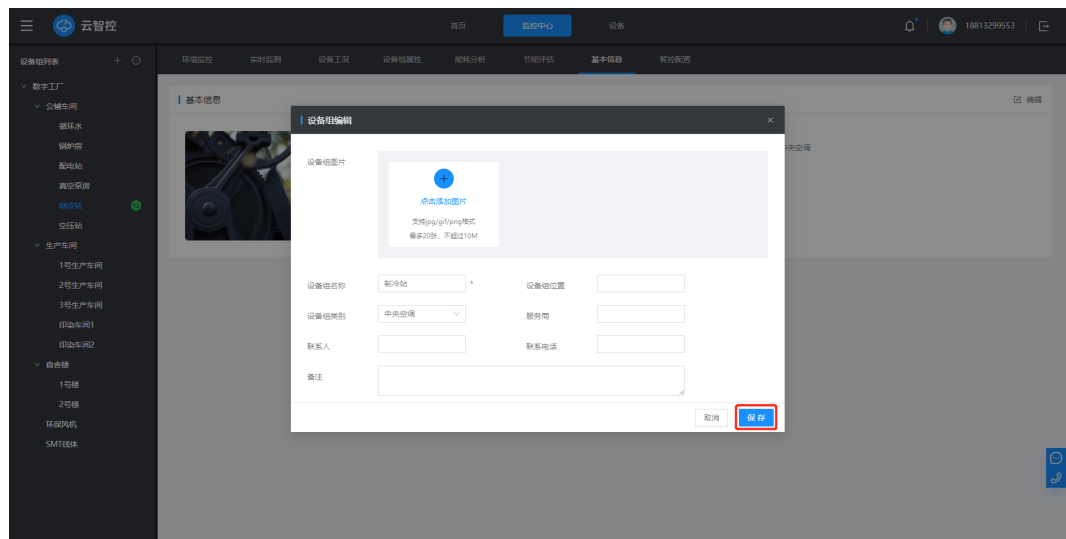 云智控
首页 监控中心 设备
18813299553
设备组列表
环境监控 实时监测 设备工况 设备组属性 能耗分析 节能评估 基本信息 智控配置
数字工厂
公辅车间
循环水
锅炉房
配电站
真空泵房
制冷站
空压站
生产车间
1号生产车间
2号生产车间
3号生产车间
印染车间1
印染车间2
宿舍楼
1号楼
2号楼
环保风机
SMT线体
基本信息 编辑
中央空调
设备组编辑
设备组图片
点击添加图片
支持jpg/gif/png格式
最多20张, 不超过10M
设备组名称 制冷站 * 设备组位置
设备组类别 中央空调 服务商
联系人 联系电话
备注
取消 保存